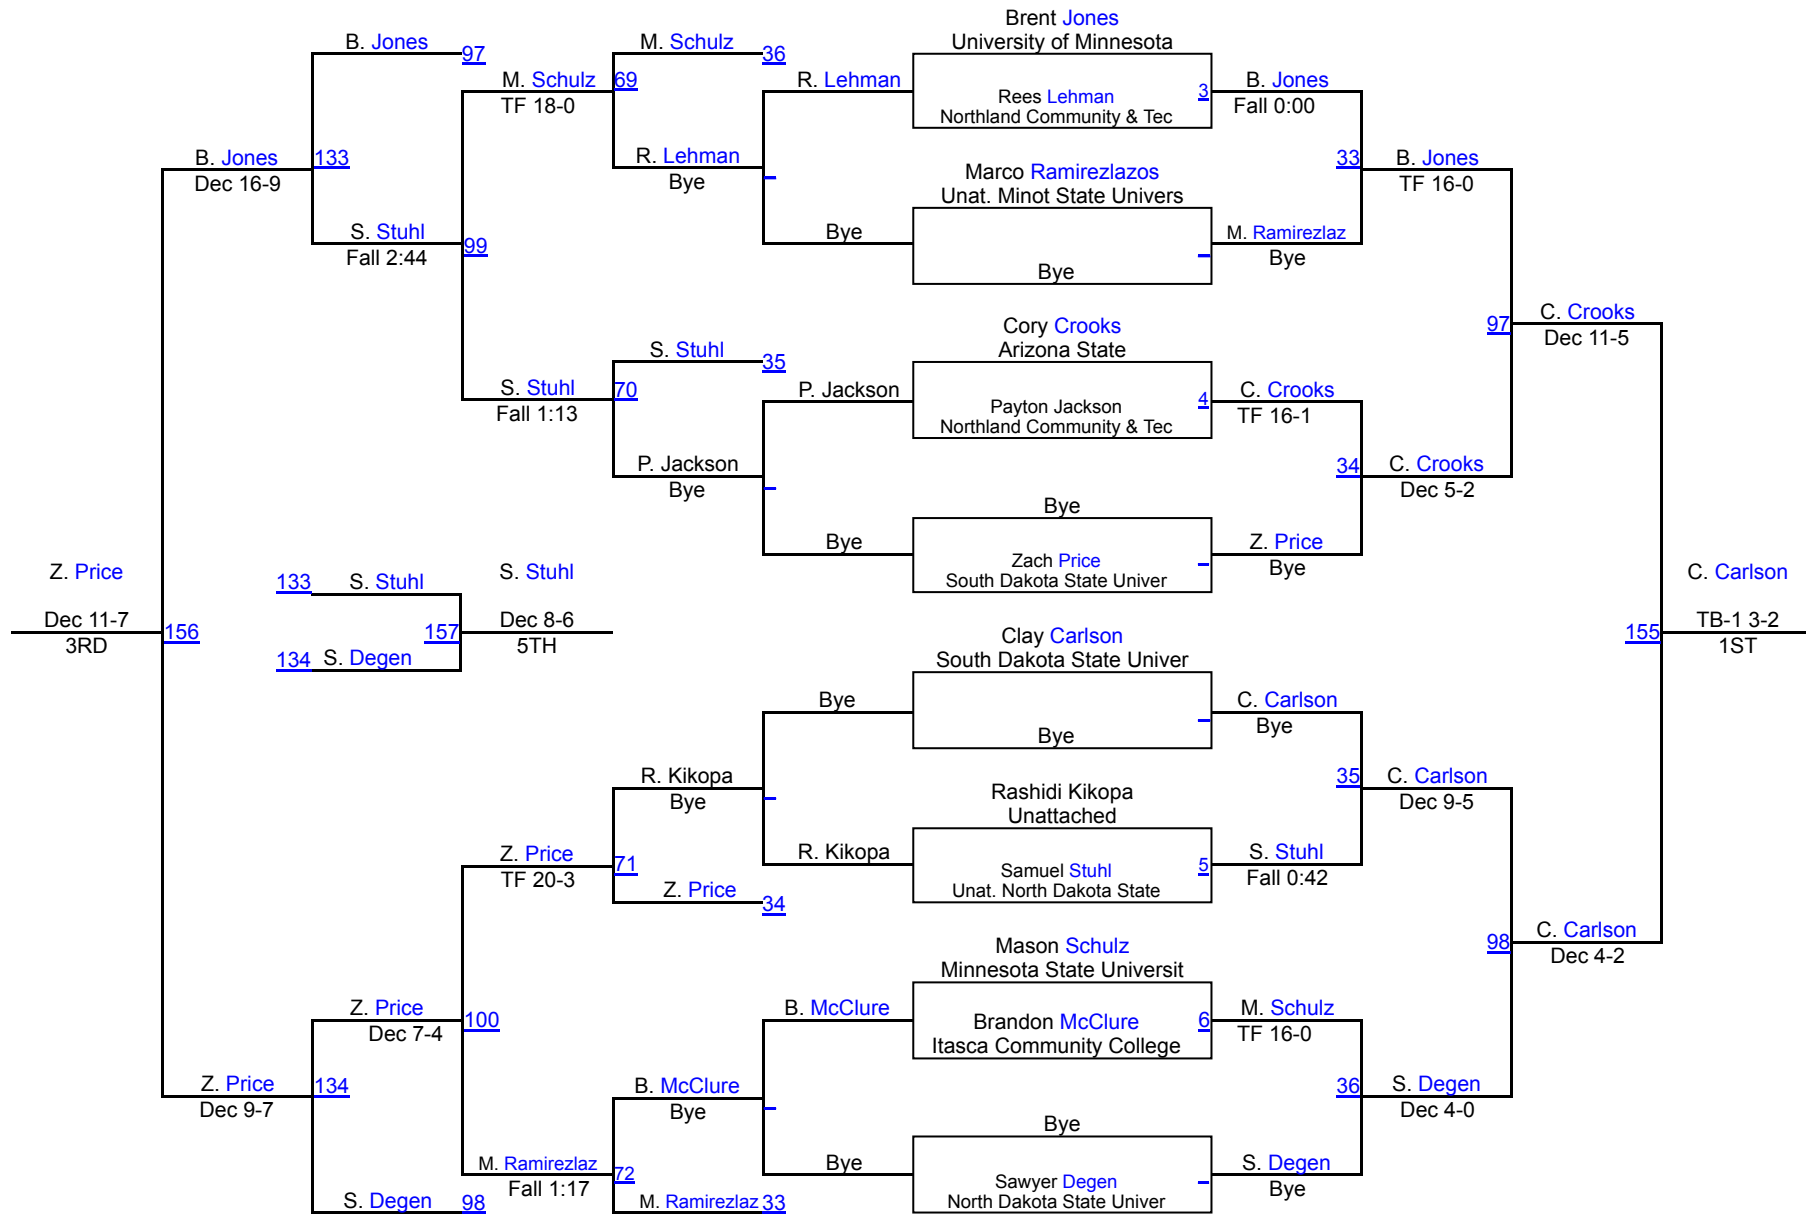 Brent Jones
University of Minnesota
B. Jones
97
M. Schulz
36
M. Schulz
69
TF 18-0
R. Lehman
Rees Lehman
3
Northland Community & Tec
B. Jones
Fall 0:00
B. Jones
133
Dec 16-9
R. Lehman
Bye
Marco Ramirezlazos
Unat. Minot State Univers
33
B. Jones
TF 16-0
S. Stuhl
99
Fall 2:44
Bye
Bye
M. Ramirezlaz
Bye
Cory Crooks
Arizona State
97
C. Crooks
Dec 11-5
S. Stuhl
35
S. Stuhl
70
Fall 1:13
P. Jackson
Payton Jackson
4
Northland Community & Tec
C. Crooks
TF 16-1
P. Jackson
Bye
34
C. Crooks
Dec 5-2
Bye
Bye
Zach Price
South Dakota State Univer
Z. Price
Bye
Z. Price
Dec 11-7
3RD
156
133
S. Stuhl
134
S. Degen
157
S. Stuhl
Dec 8-6
5TH
Clay Carlson
South Dakota State Univer
155
C. Carlson
TB-1 3-2
1ST
Bye
Bye
C. Carlson
Bye
R. Kikopa
Bye
Rashidi Kikopa
Unattached
35
C. Carlson
Dec 9-5
Z. Price
71
TF 20-3
Z. Price
34
R. Kikopa
Samuel Stuhl
5
Unat. North Dakota State
S. Stuhl
Fall 0:42
98
C. Carlson
Dec 4-2
Mason Schulz
Minnesota State Universit
Z. Price
100
Dec 7-4
B. McClure
Brandon McClure
6
Itasca Community College
M. Schulz
TF 16-0
Z. Price
134
Dec 9-7
B. McClure
Bye
36
S. Degen
Dec 4-0
Bye
M. Ramirezlaz
72
Fall 1:17
Bye
Sawyer Degen
North Dakota State Univer
S. Degen
Bye
S. Degen
98
M. Ramirezlaz
33